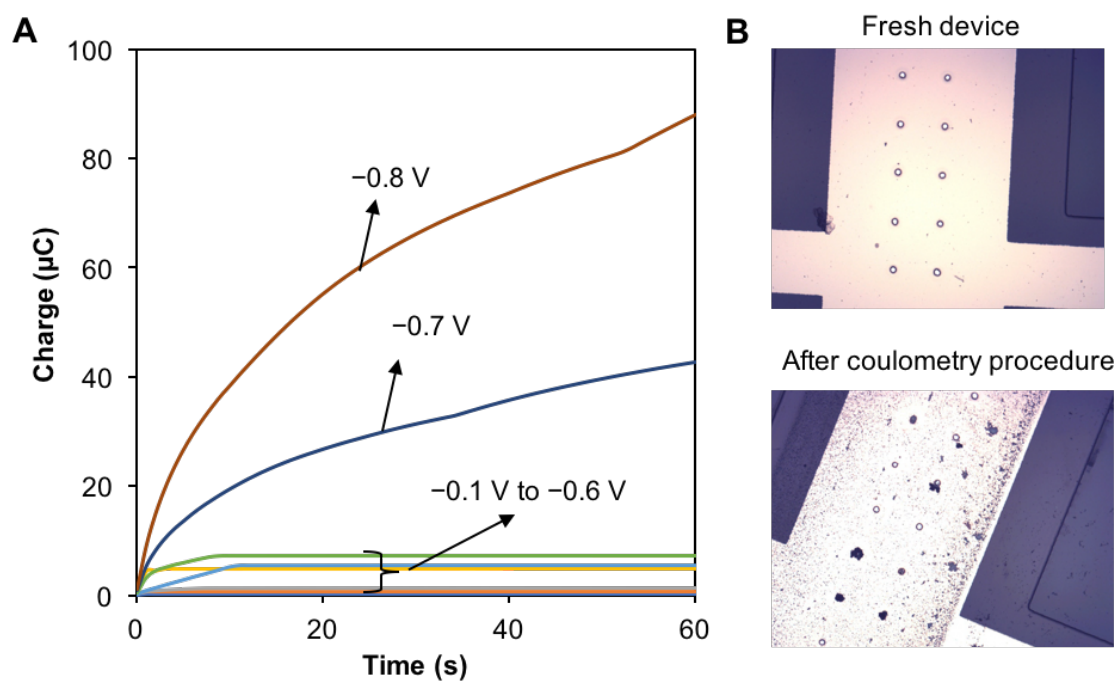 A
100
80
60
40
20
0
Charge (µC)
−0.8 V
−0.7 V
−0.1 V to −0.6 V
0
20
40
60
Time (s)
B
Fresh device
After coulometry procedure